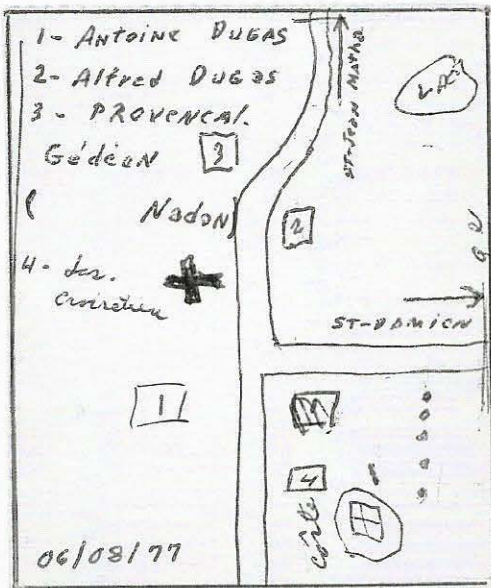 1- Antoine DUGAS
2- Alfred DUGAS
3- PROVENCAL.
Gédéon 3
( Nadon)
4- Jos.
1
06/08/77
ST-Jean Matha
2
ST-DAMIEN
4
Côté